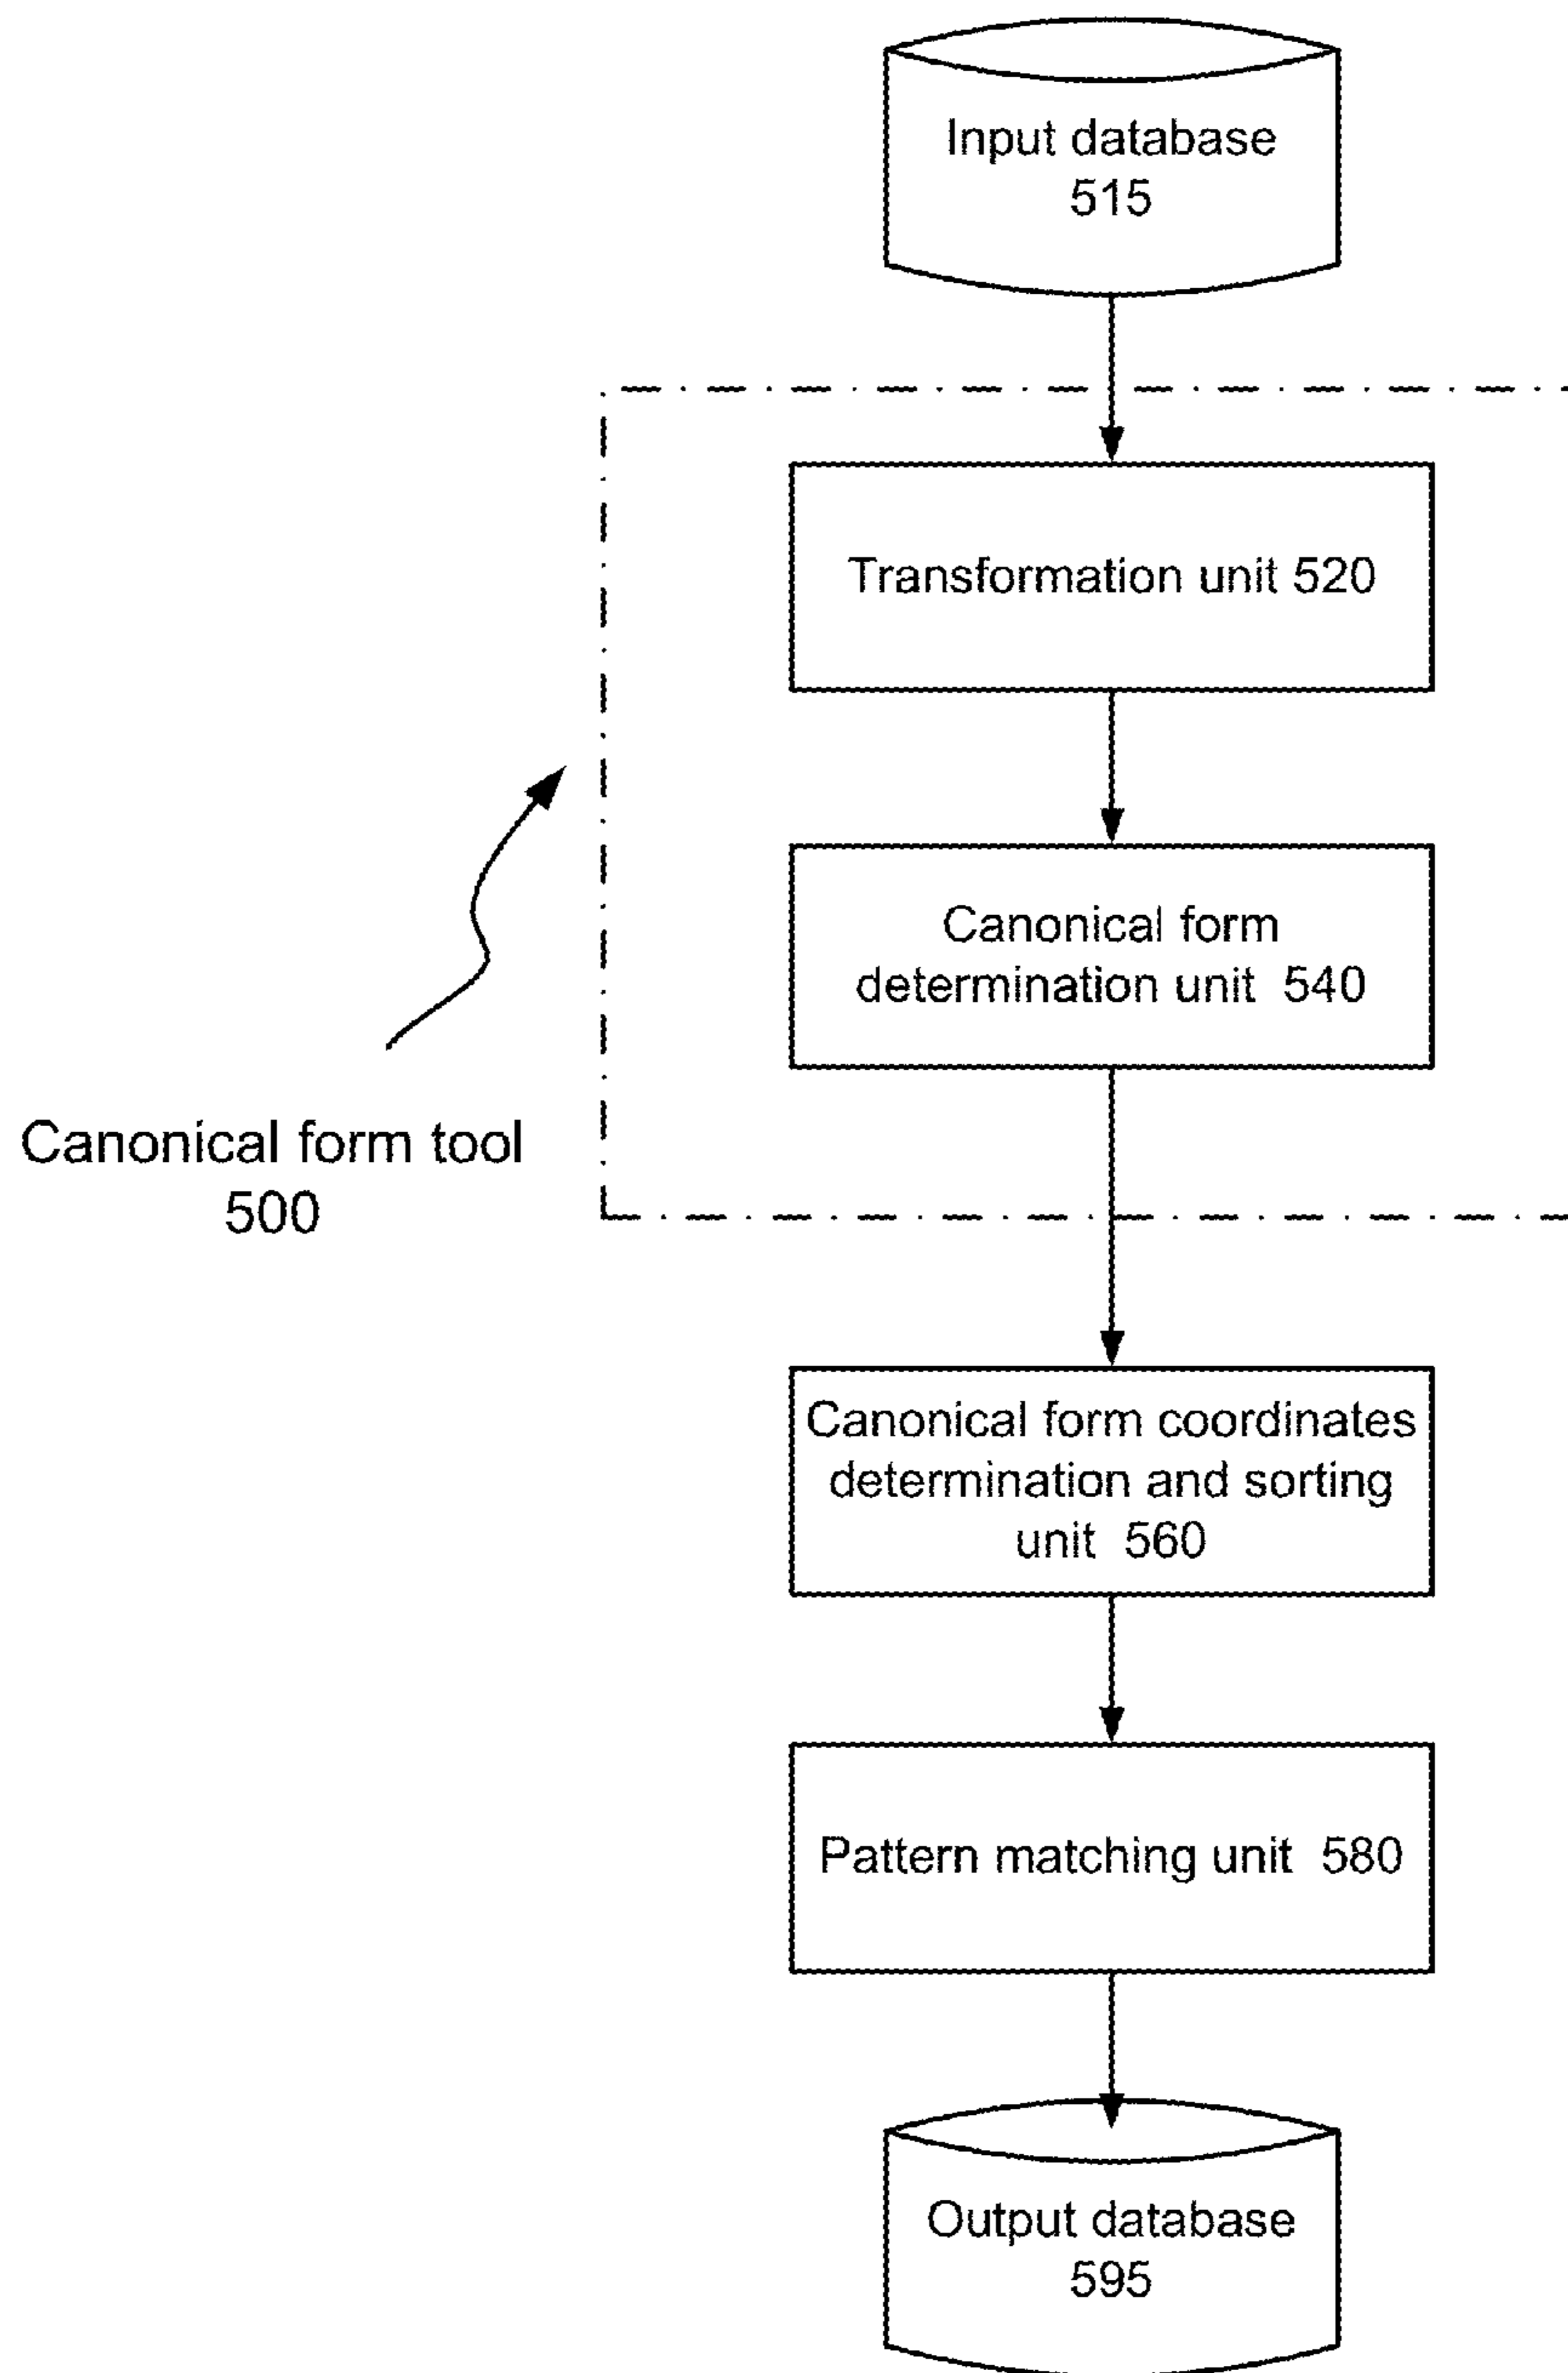 Input database
515
Transformation unit 520
Canonical form
determination unit 540
Canonical form tool
500
Canonical form coordinates
determination and sorting
unit 560
Pattern matching unit 580
Output database
595